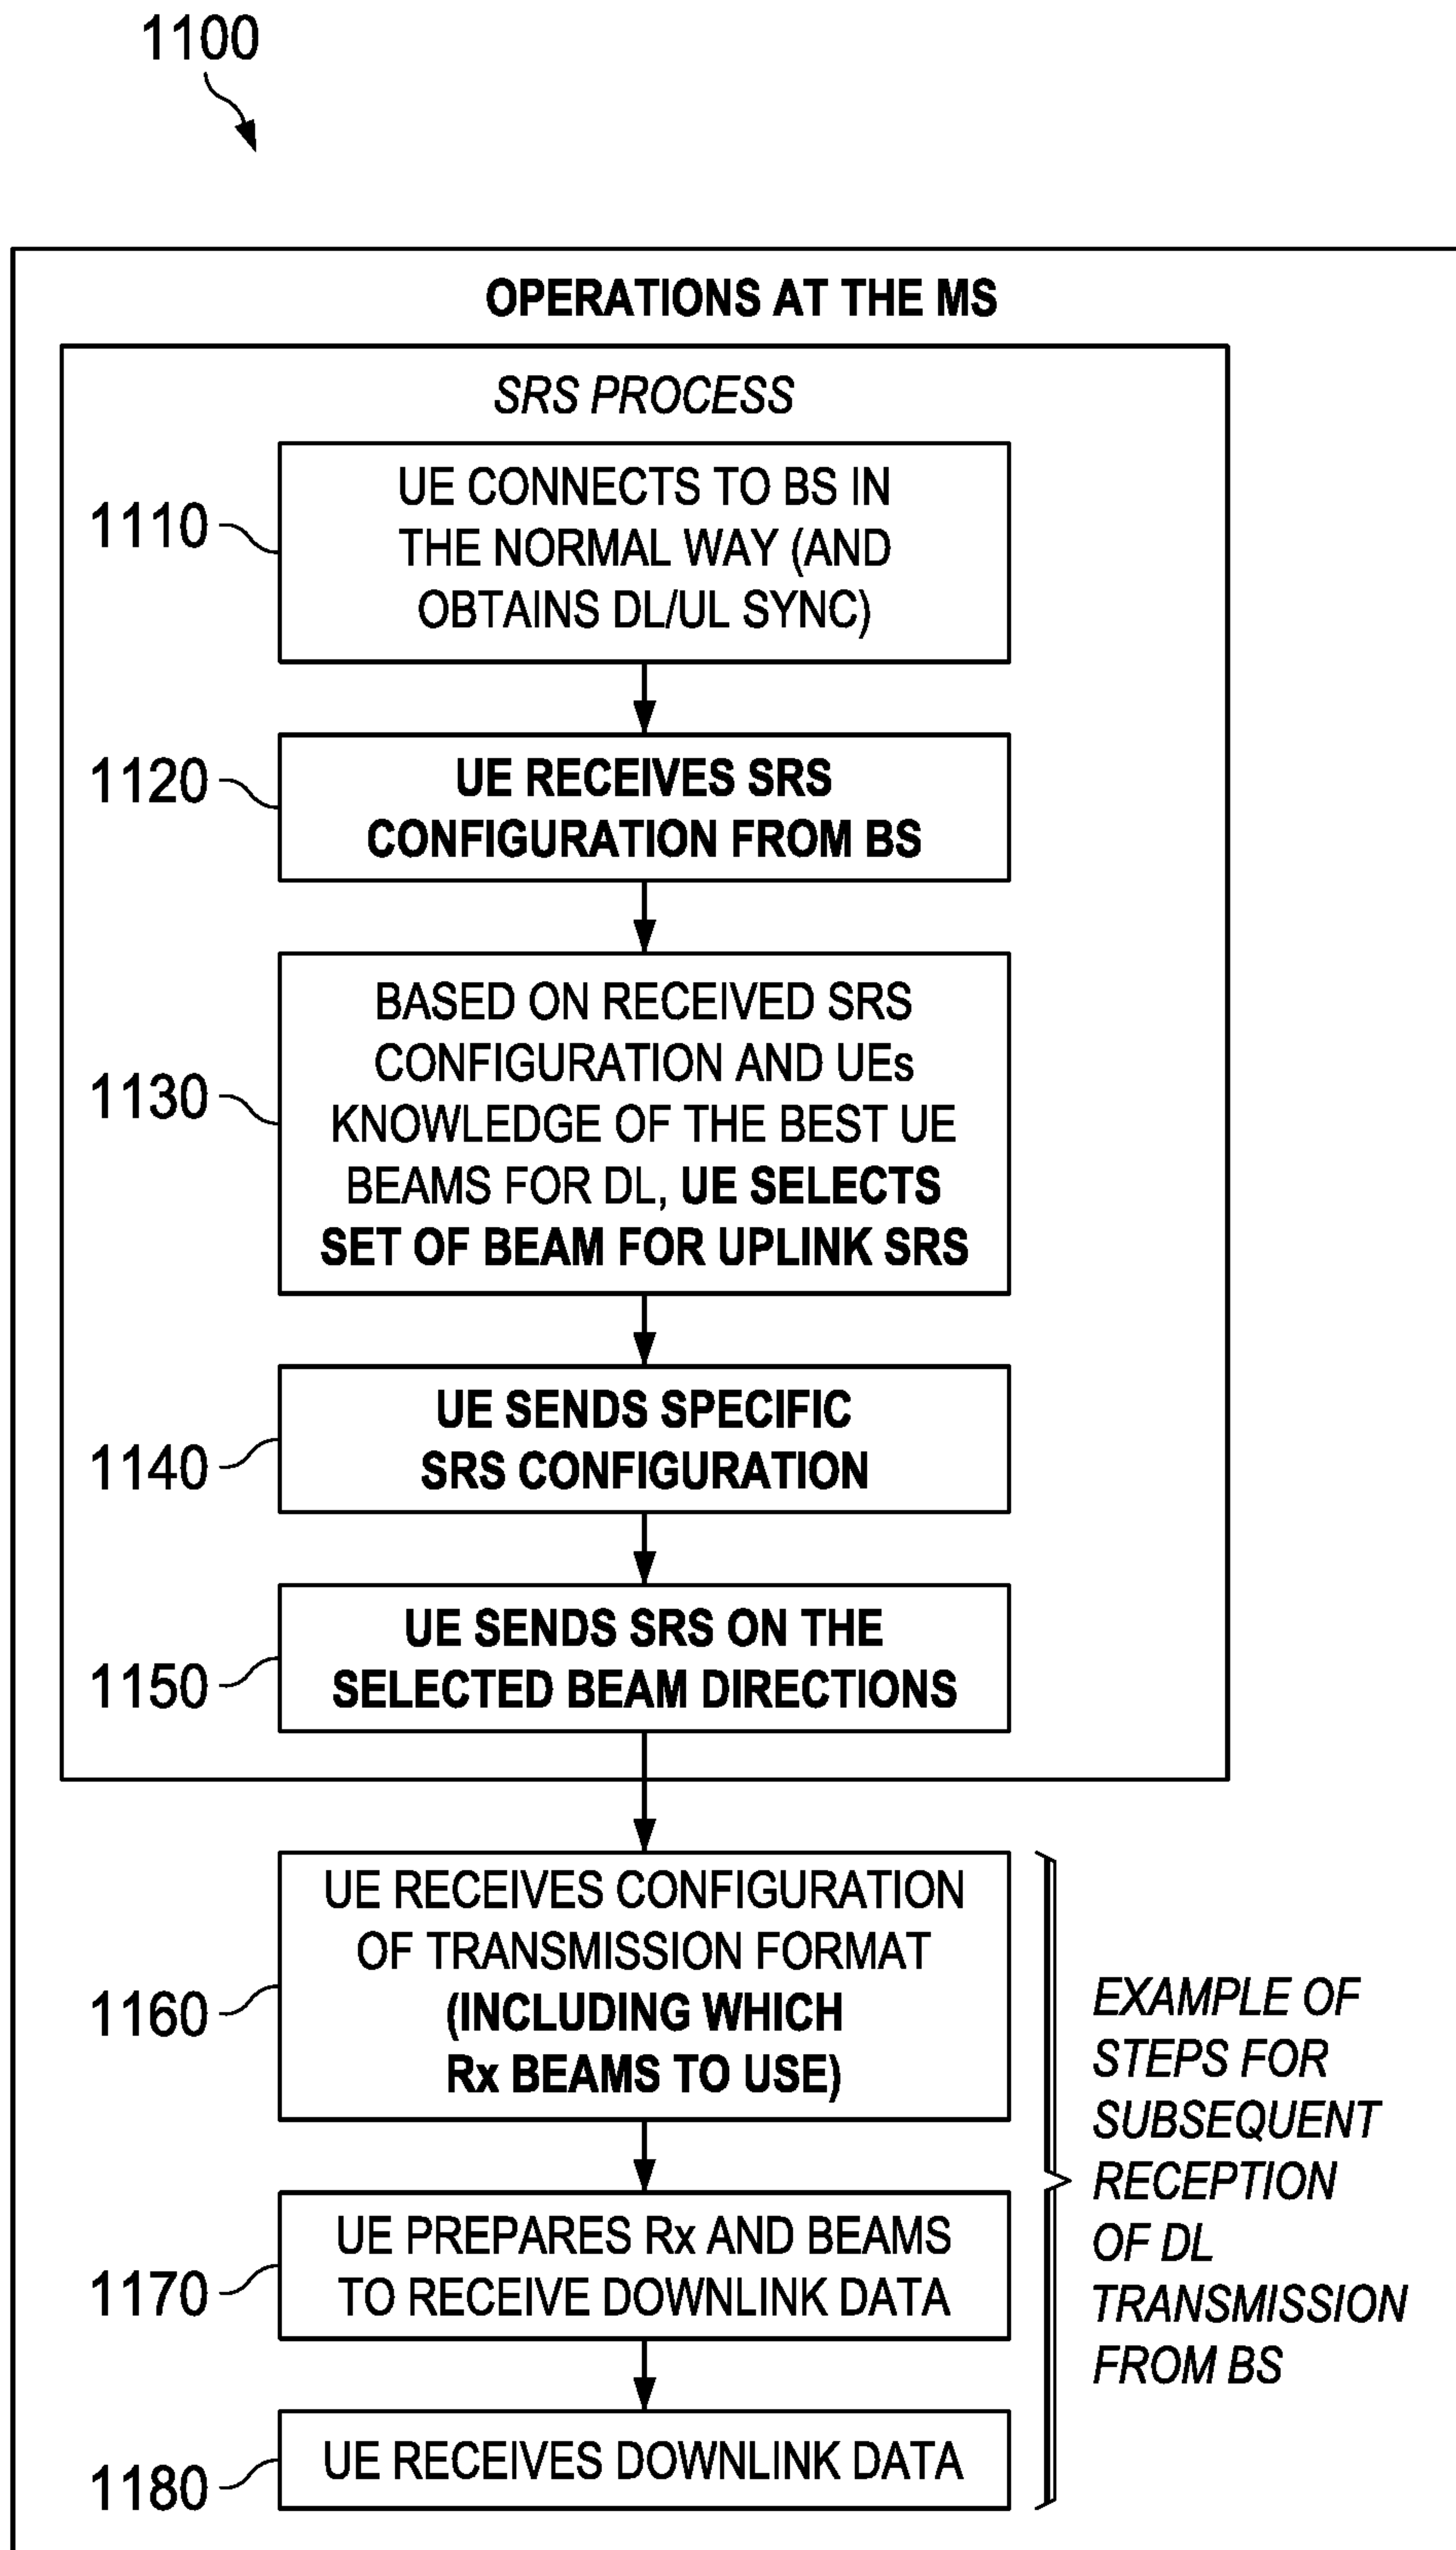 1100
OPERATIONS AT THE MS
SRS PROCESS
1110
UE CONNECTS TO BS IN
THE NORMAL WAY (AND
OBTAINS DL/UL SYNC)
1120
UE RECEIVES SRS
CONFIGURATION FROM BS
1130
BASED ON RECEIVED SRS
CONFIGURATION AND UEs
KNOWLEDGE OF THE BEST UE
BEAMS FOR DL, UE SELECTS
SET OF BEAM FOR UPLINK SRS
1140
UE SENDS SPECIFIC
SRS CONFIGURATION
1150
UE SENDS SRS ON THE
SELECTED BEAM DIRECTIONS
1160
UE RECEIVES CONFIGURATION
OF TRANSMISSION FORMAT
(INCLUDING WHICH
Rx BEAMS TO USE)
1170
UE PREPARES Rx AND BEAMS
TO RECEIVE DOWNLINK DATA
1180
UE RECEIVES DOWNLINK DATA
EXAMPLE OF
STEPS FOR
SUBSEQUENT
RECEPTION
OF DL
TRANSMISSION
FROM BS